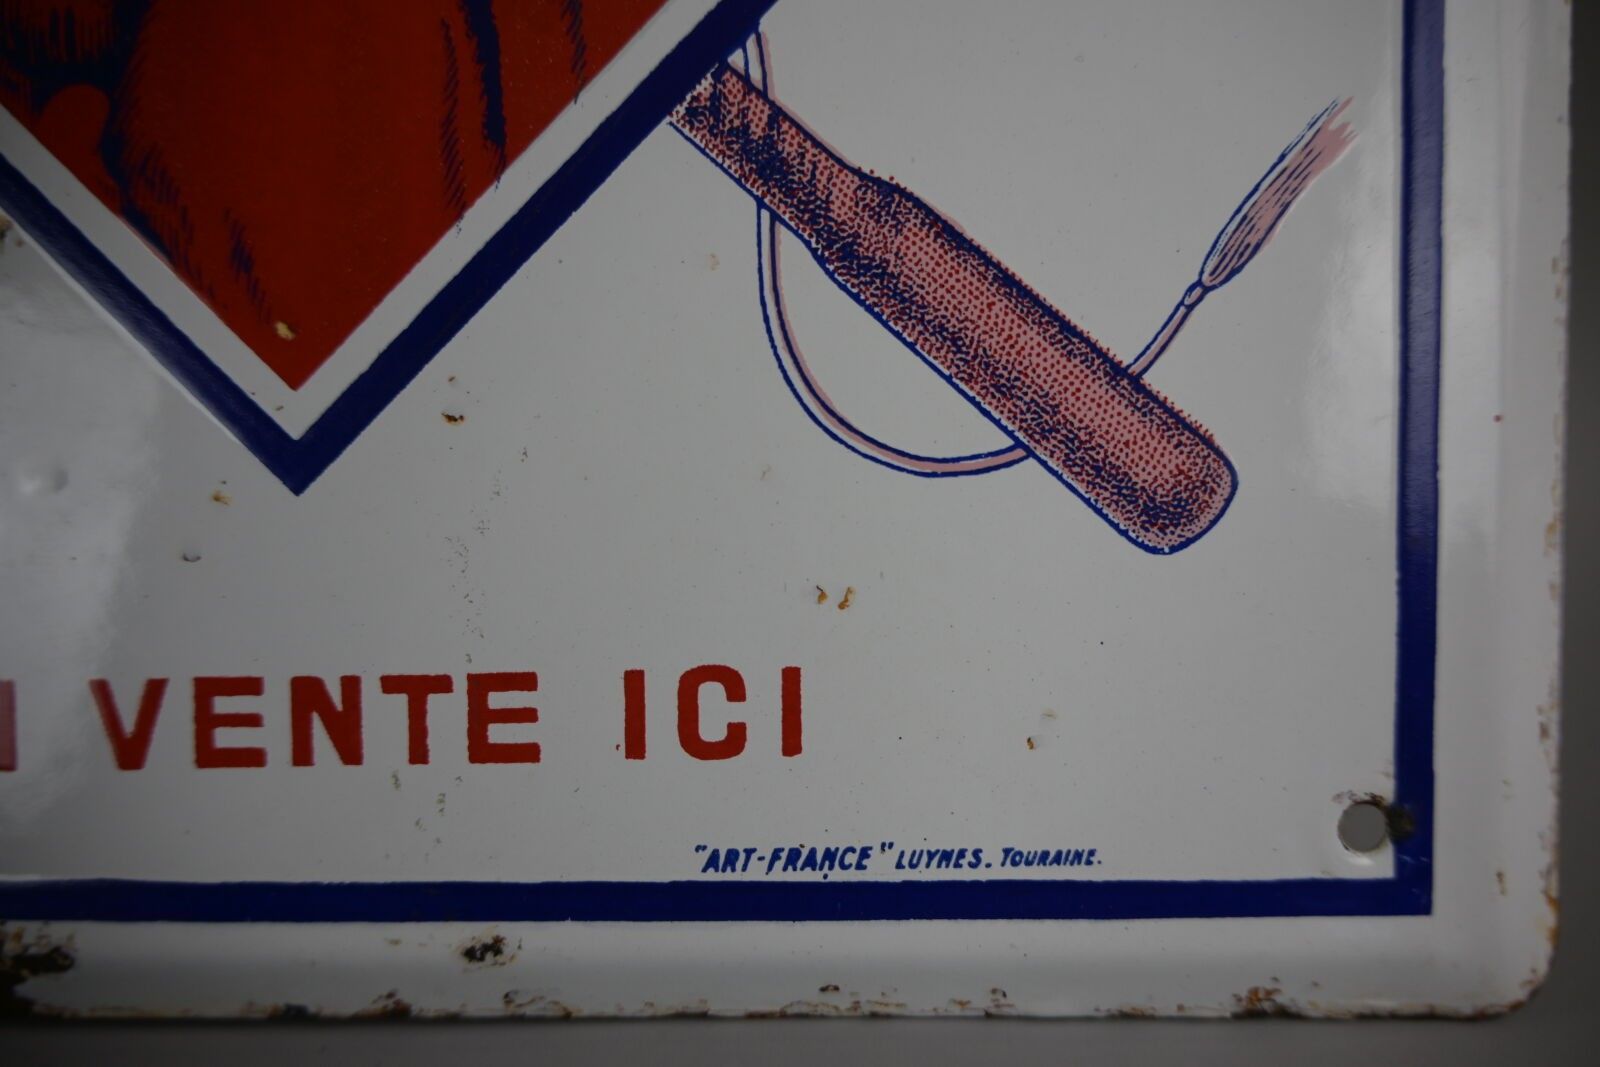 VENTE ICI
"ART-FRANCE" LUYNES. TOURAINE.